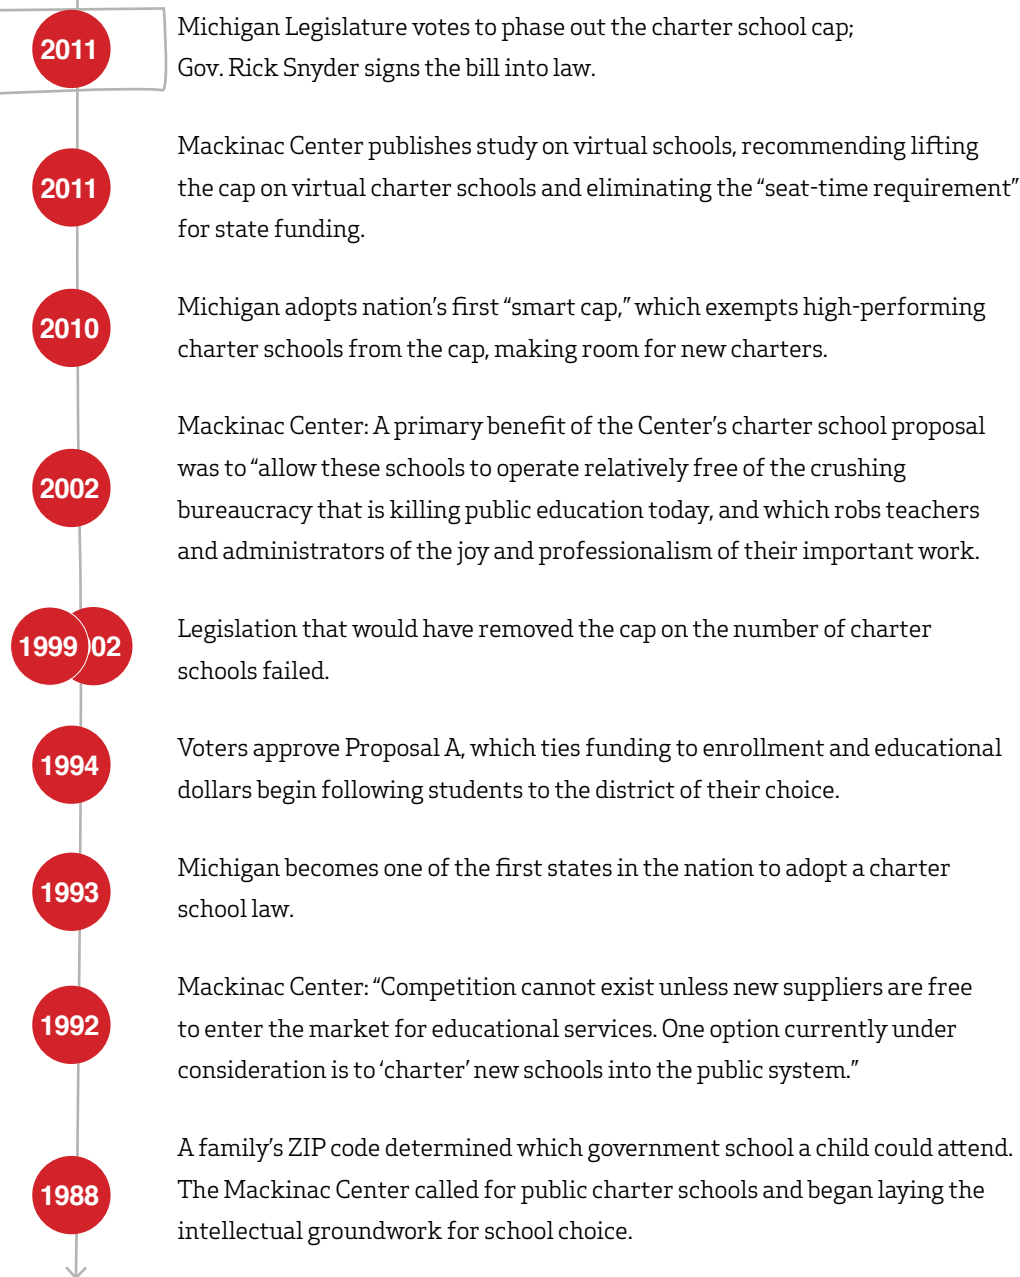 2011
Michigan Legislature votes to phase out the charter school cap;
Gov. Rick Snyder signs the bill into law.
2011
Mackinac Center publishes study on virtual schools, recommending lifting
the cap on virtual charter schools and eliminating the “seat-time requirement”
for state funding.
2010
Michigan adopts nation’s first “smart cap,” which exempts high-performing
charter schools from the cap, making room for new charters.
2002
Mackinac Center: A primary benefit of the Center’s charter school proposal
was to “allow these schools to operate relatively free of the crushing
bureaucracy that is killing public education today, and which robs teachers
and administrators of the joy and professionalism of their important work.
1999 02
Legislation that would have removed the cap on the number of charter
schools failed.
1994
Voters approve Proposal A, which ties funding to enrollment and educational
dollars begin following students to the district of their choice.
1993
Michigan becomes one of the first states in the nation to adopt a charter
school law.
1992
Mackinac Center: “Competition cannot exist unless new suppliers are free
to enter the market for educational services. One option currently under
consideration is to ‘charter’ new schools into the public system.”
1988
A family’s ZIP code determined which government school a child could attend.
The Mackinac Center called for public charter schools and began laying the
intellectual groundwork for school choice.